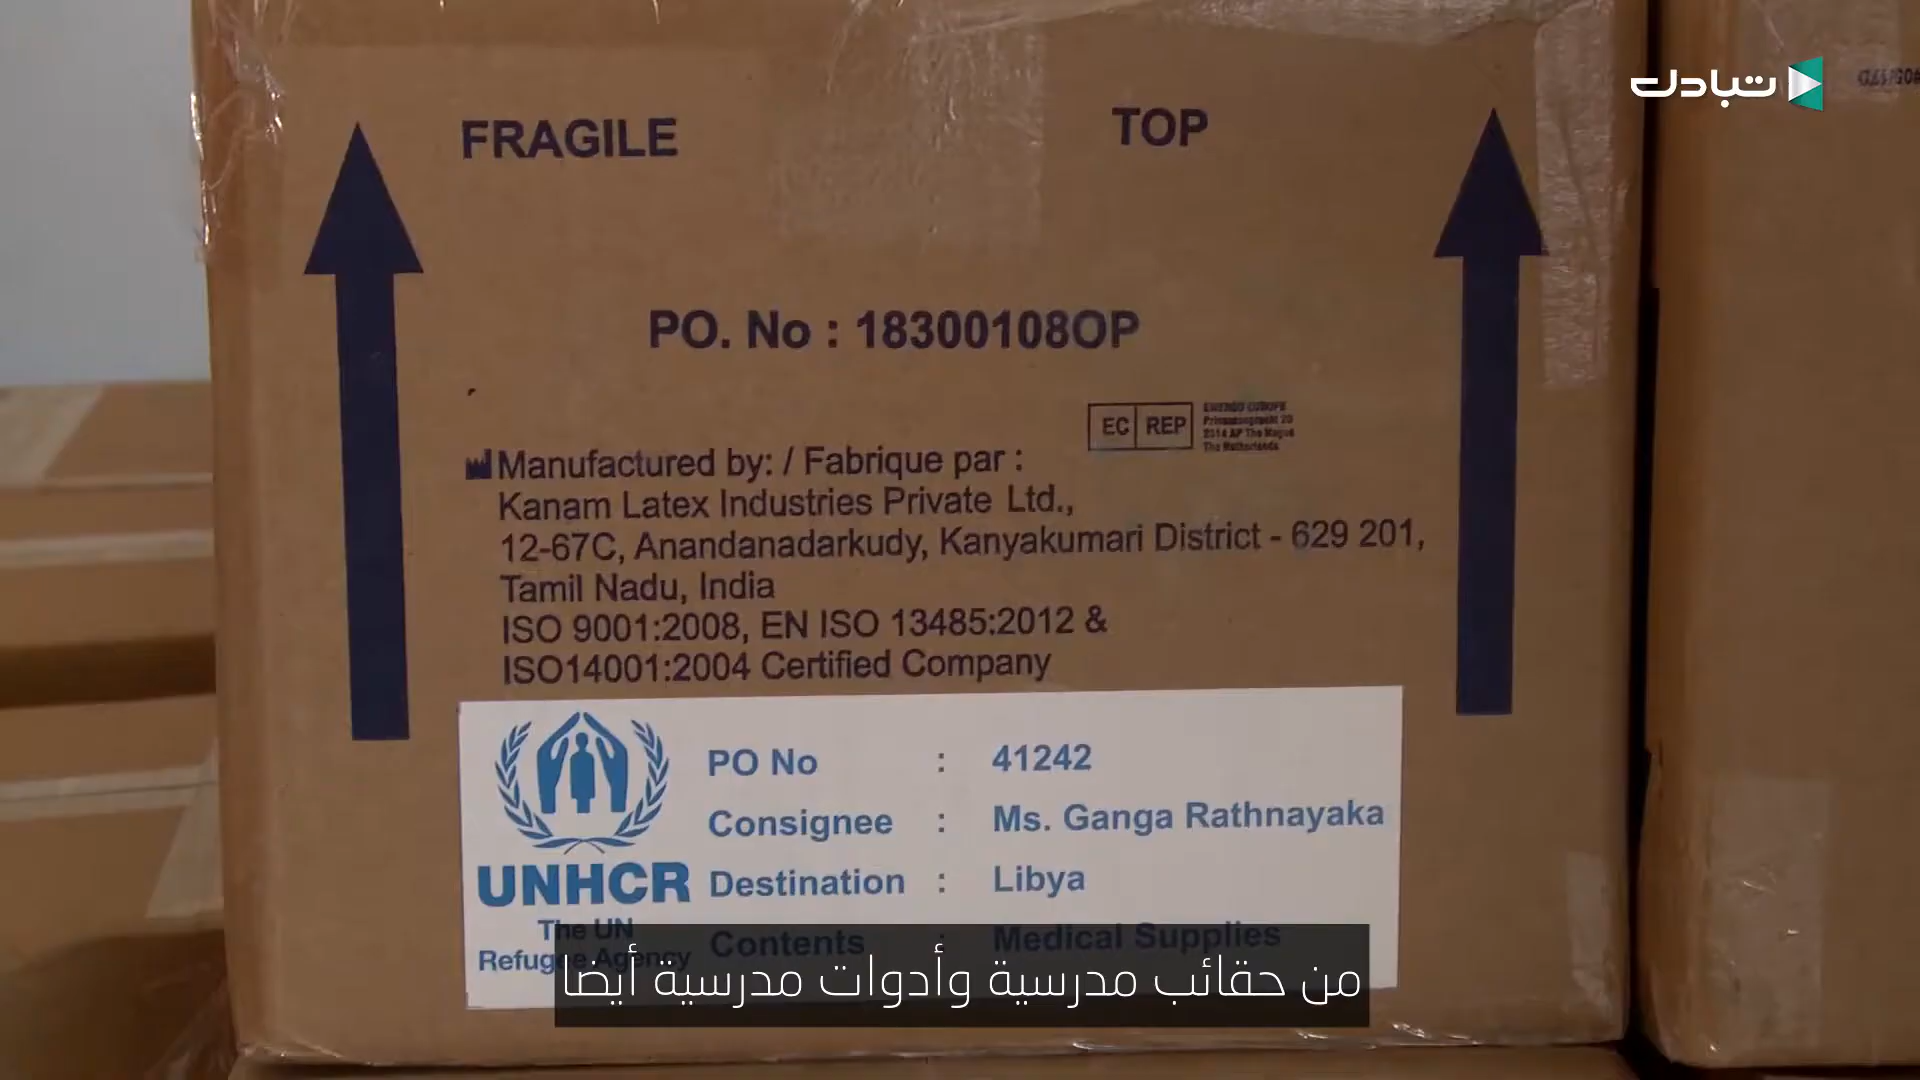 تبادل
FRAGILE
TOP
PO. No : 18300108OP
EC REP
The Netherlands
Manufactured by: / Fabrique par :
Kanam Latex Industries Private Ltd.,
12-67C, Anandanadarkudy, Kanyakumari District - 629 201,
Tamil Nadu, India
ISO 9001:2008, EN ISO 13485:2012 &
ISO14001:2004 Certified Company
PO No : 41242
Consignee : Ms. Ganga Rathnayaka
Destination : Libya
Contents : Medical Supplies
UNHCR
The UN
Refugee Agency
من حقائب مدرسية وأدوات مدرسية أيضا